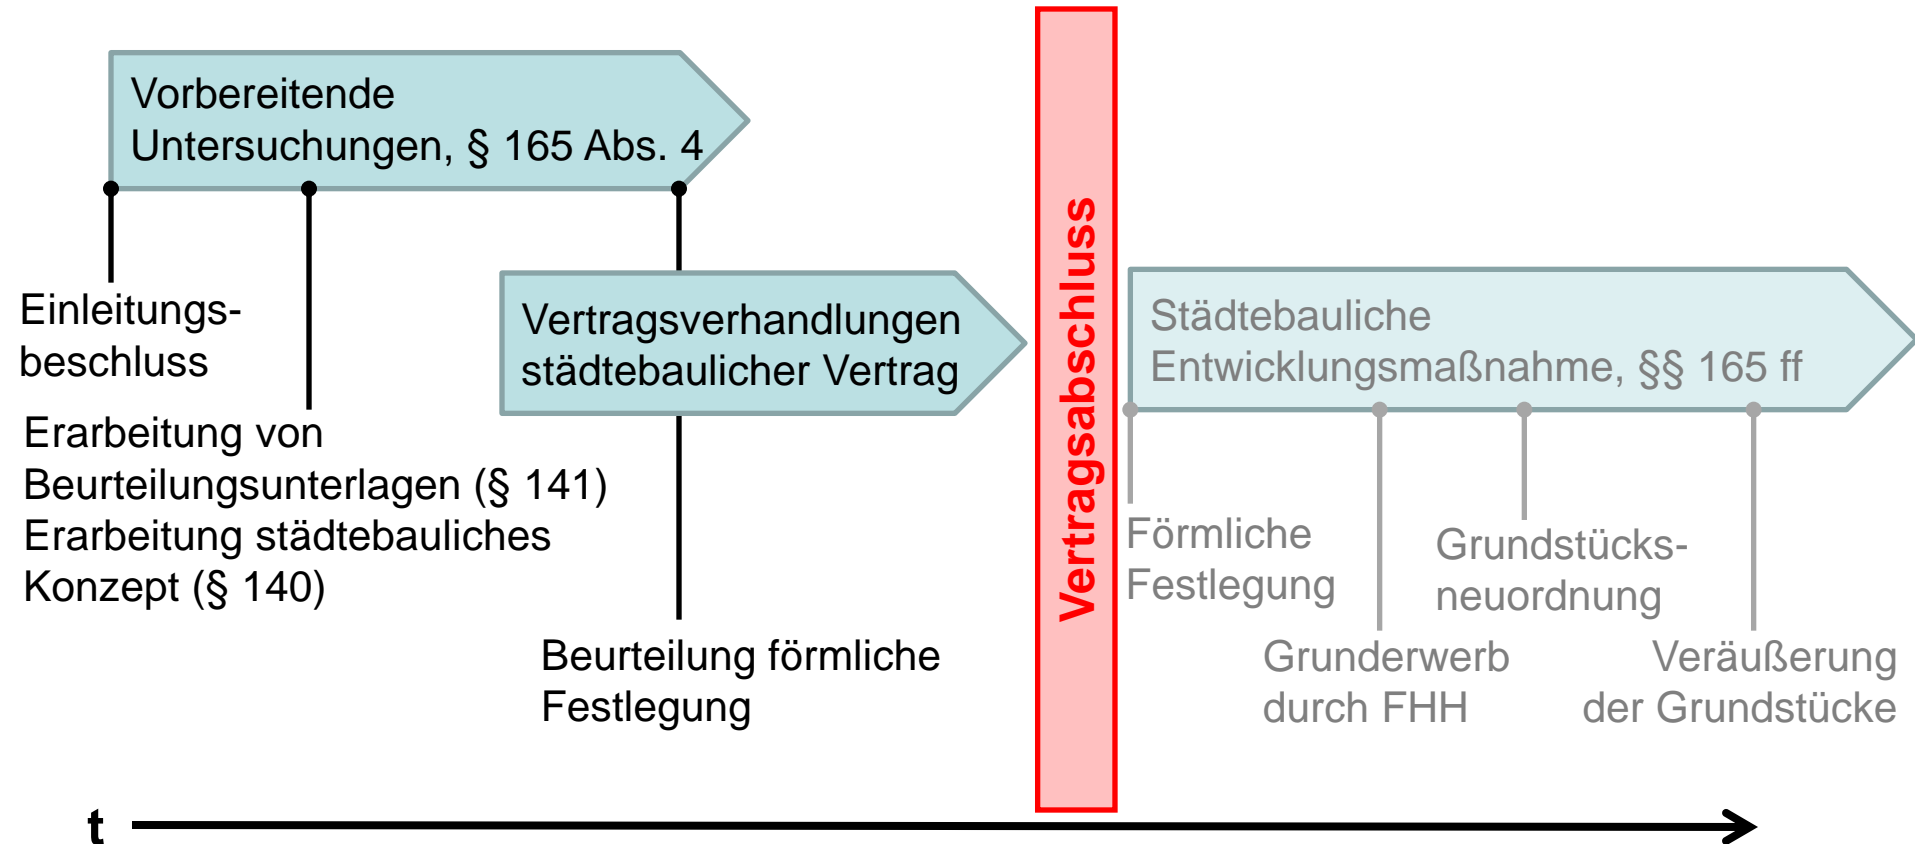 Vorbereitende
Untersuchungen, § 165 Abs. 4
Einleitungs-
beschluss
Erarbeitung von
Beurteilungsunterlagen (§ 141)
Erarbeitung städtebauliches
Konzept (§ 140)
Vertragsverhandlungen
städtebaulicher Vertrag
Beurteilung förmliche
Festlegung
Vertragsabschluss
Städtebauliche
Entwicklungsmaßnahme, §§ 165 ff
Förmliche
Festlegung
Grunderwerb
durch FHH
Grundstücks-
neuordnung
Veräußerung
der Grundstücke
t